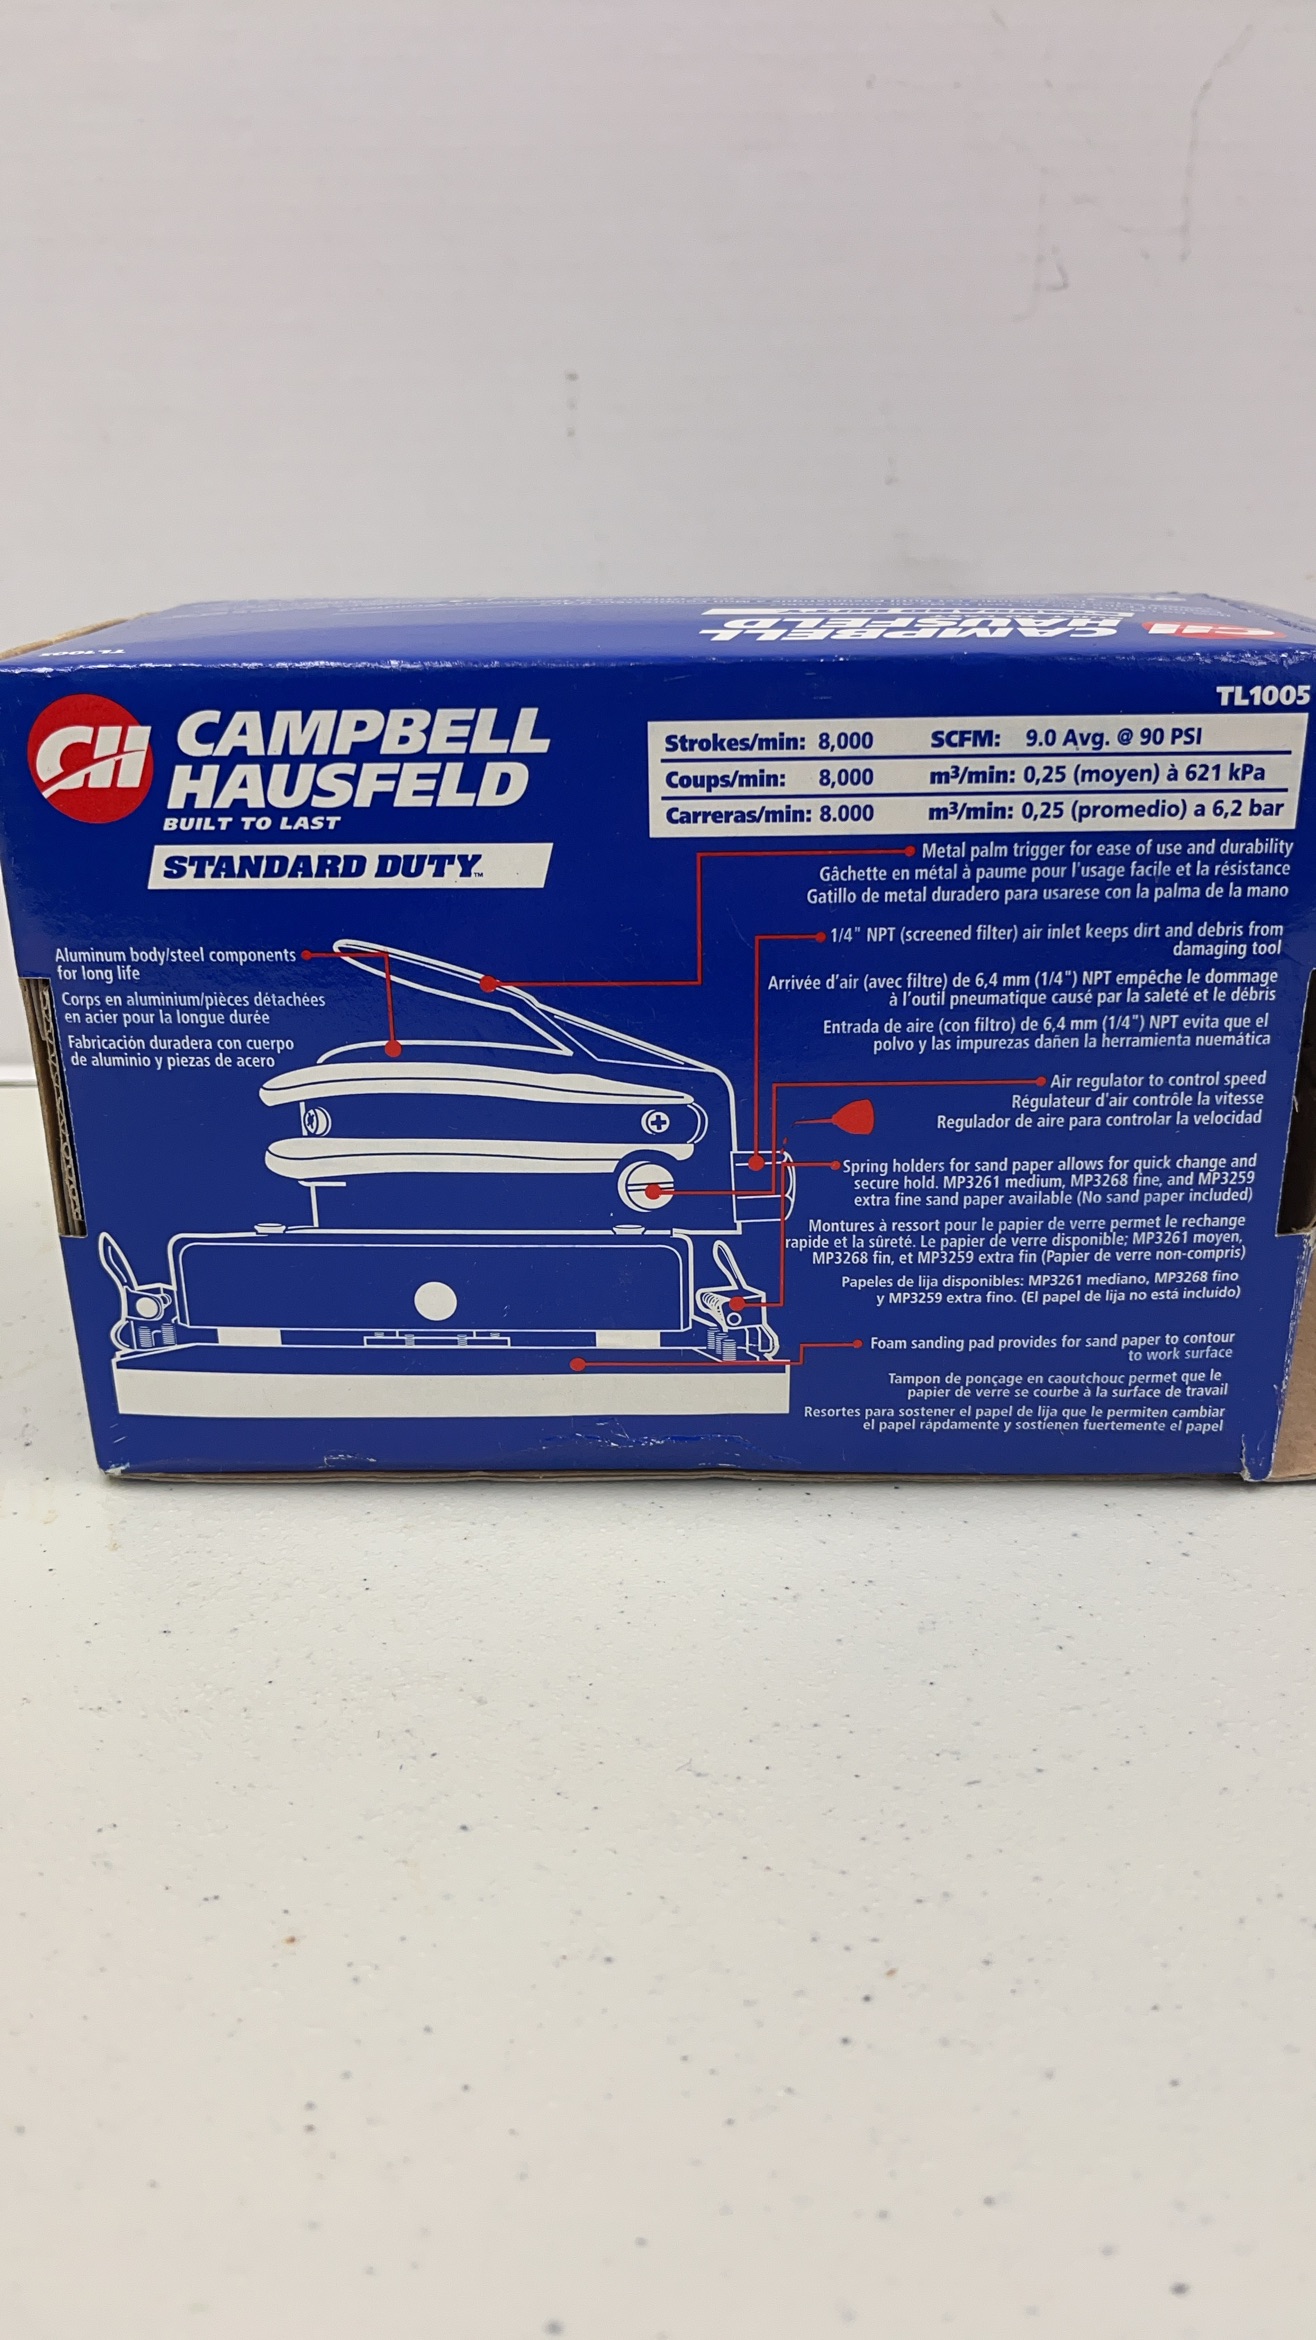 CAMPBELL
HAUSFELD
TL1005
CH
CAMPBELL
HAUSFELD
BUILT TO LAST
STANDARD DUTY™
TL1005
Strokes/min: 8,000 SCFM: 9.0 Avg. @ 90 PSI
Coups/min: 8,000 m³/min: 0,25 (moyen) à 621 kPa
Carreras/min: 8.000 m³/min: 0,25 (promedio) a 6,2 bar
Metal palm trigger for ease of use and durability
Gâchette en métal à paume pour l'usage facile et la résistance
Gatillo de metal duradero para usarese con la palma de la mano
Aluminum body/steel components
for long life
Corps en aluminium/pièces détachées
en acier pour la longue durée
Fabricación duradera con cuerpo
de aluminio y piezas de acero
1/4" NPT (screened filter) air inlet keeps dirt and debris from
damaging tool
Arrivée d'air (avec filtre) de 6,4 mm (1/4") NPT empêche le dommage
à l'outil pneumatique causé par la saleté et le débris
Entrada de aire (con filtro) de 6,4 mm (1/4") NPT evita que el
polvo y las impurezas dañen la herramienta nuemática
Air regulator to control speed
Régulateur d'air contrôle la vitesse
Regulador de aire para controlar la velocidad
Spring holders for sand paper allows for quick change and
secure hold. MP3261 medium, MP3268 fine, and MP3259
extra fine sand paper available (No sand paper included)
Montures à ressort pour le papier de verre permet le rechange
rapide et la sûreté. Le papier de verre disponible; MP3261 moyen,
MP3268 fin, et MP3259 extra fin (Papier de verre non-compris)
Papeles de lija disponibles: MP3261 mediano, MP3268 fino
y MP3259 extra fino. (El papel de lija no está incluido)
Foam sanding pad provides for sand paper to contour
to work surface
Tampon de ponçage en caoutchouc permet que le
papier de verre se courbe à la surface de travail
Resortes para sostener el papel de lija que le permiten cambiar
el papel rápdamente y sostienen fuertemente el papel